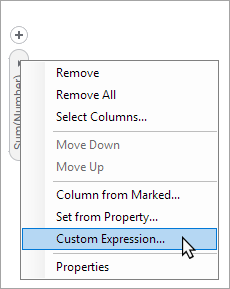 Sum(Number)
Remove
Remove All
Select Columns...
Move Down
Move Up
Column from Marked...
Set from Property...
Custom Expression...
Properties